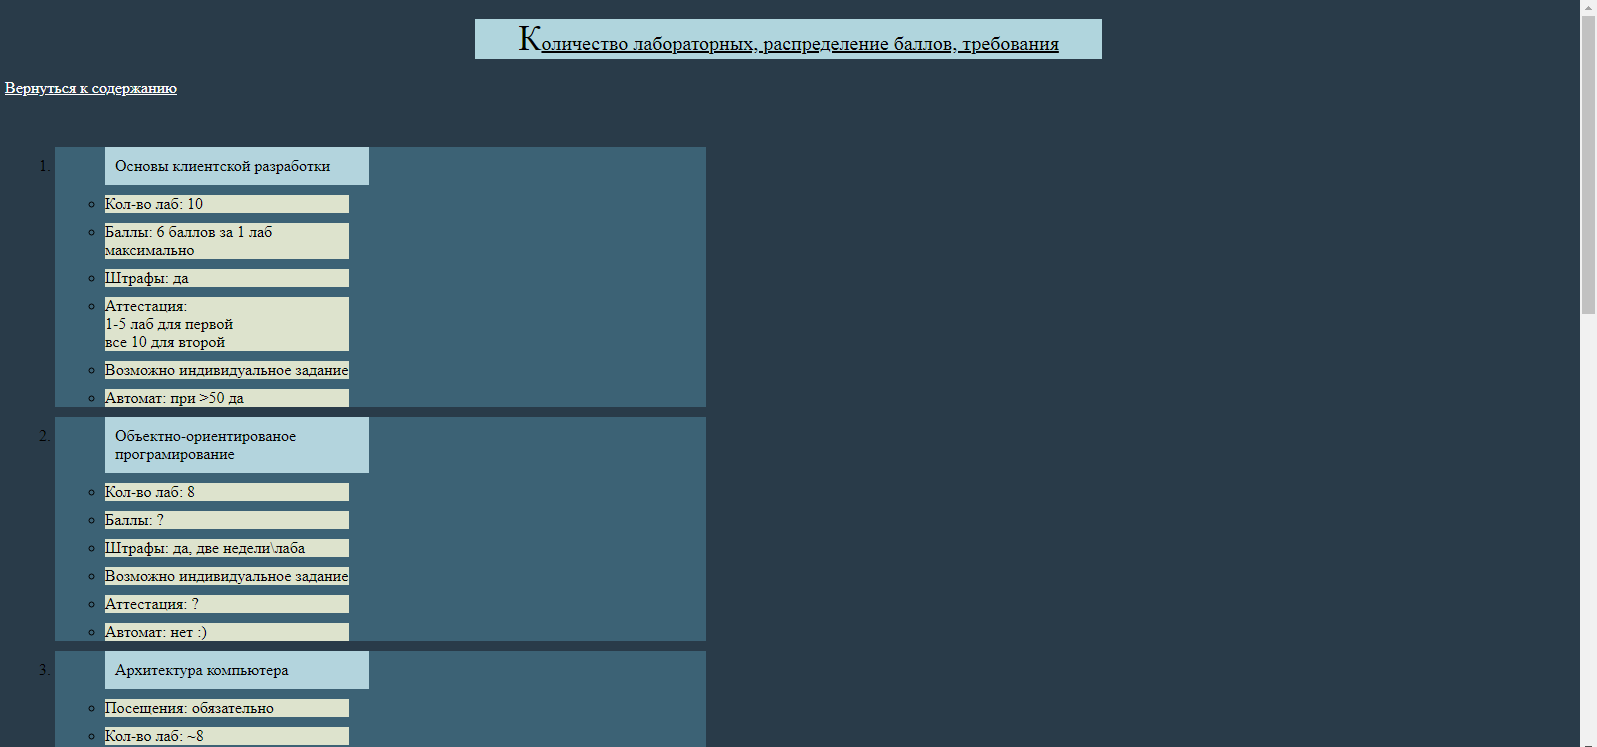 Количество лабораторных, распределение баллов, требования
Вернуться к содержанию
1. Основы клиентской разработки
Кол-во лаб: 10
Баллы: 6 баллов за 1 лаб
максимально
Штрафы: да
Аттестация:
1-5 лаб для первой
все 10 для второй
Возможно индивидуальное задание
Автомат: при >50 да
2. Объектно-ориентированое
програмирование
Кол-во лаб: 8
Баллы: ?
Штрафы: да, две недели\лаба
Возможно индивидуальное задание
Аттестация: ?
Автомат: нет :)
3. Архитектура компьютера
Посещения: обязательно
Кол-во лаб: ~8